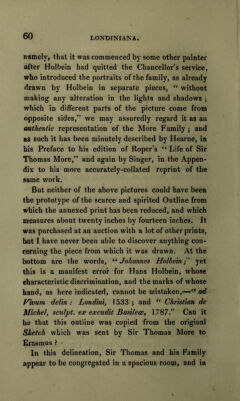 60
LONDINIANA.
namely, that it was commenced by some other painter
after Holbein had quitted the Chancellor's service,
who introduced the portraits of the family, as already
drawn by Holbein in separate pieces, “ without
making any alteration in the lights and shadows ;
which in different parts of the picture come from
opposite sides,” we may assuredly regard it as an
authentic representation of the More Family ; and
as such it has been minutely described by Hearne, in
his Preface to his edition of Roper's “ Life of Sir
Thomas More,” and again by Singer, in the Appen-
dix to his more accurately-collated reprint of the
same work.
But neither of the above pictures could have been
the prototype of the scarce and spirited Outline from
which the annexed print has been reduced, and which
measures about twenty inches by fourteen inches. It
was purchased at an auction with a lot of other prints,
but I have never been able to discover anything con-
cerning the piece from which it was drawn. At the
bottom are the words, “ Johannes Holbein ;” yet
this is a manifest error for Hans Holbein, whose
characteristic discrimination, and the marks of whose
hand, as here indicated, cannot be mistaken,—“ ad
Vivum delin : Londini, 1533 ; and “ Christian de
Michel, sculpt. ex excudit Basileæ, 1787.” Can it
be that this outline was copied from the original
Sketch which was sent by Sir Thomas More to
Erasmus ?
In this delineation, Sir Thomas and his Family
appear to be congregated in a spacious room, and in